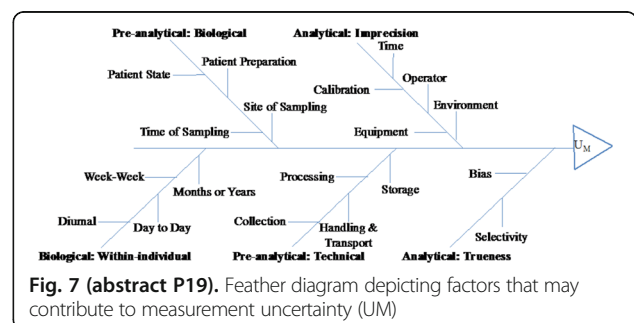 Pre-analytical: Biological
Analytical: Imprecision
Time
Patient Preparation
Patient State
Operator
Calibration
Environment
Site of Sampling
Time of Sampling
Equipment
U_M
Week-Week
Months or Years
Processing
Storage
Bias
Diurnal
Day to Day
Collection
Handling &
Transport
Selectivity
Biological: Within-individual
Pre-analytical: Technical
Analytical: Trueness
Fig. 7 (abstract P19). Feather diagram depicting factors that may
contribute to measurement uncertainty (UM)